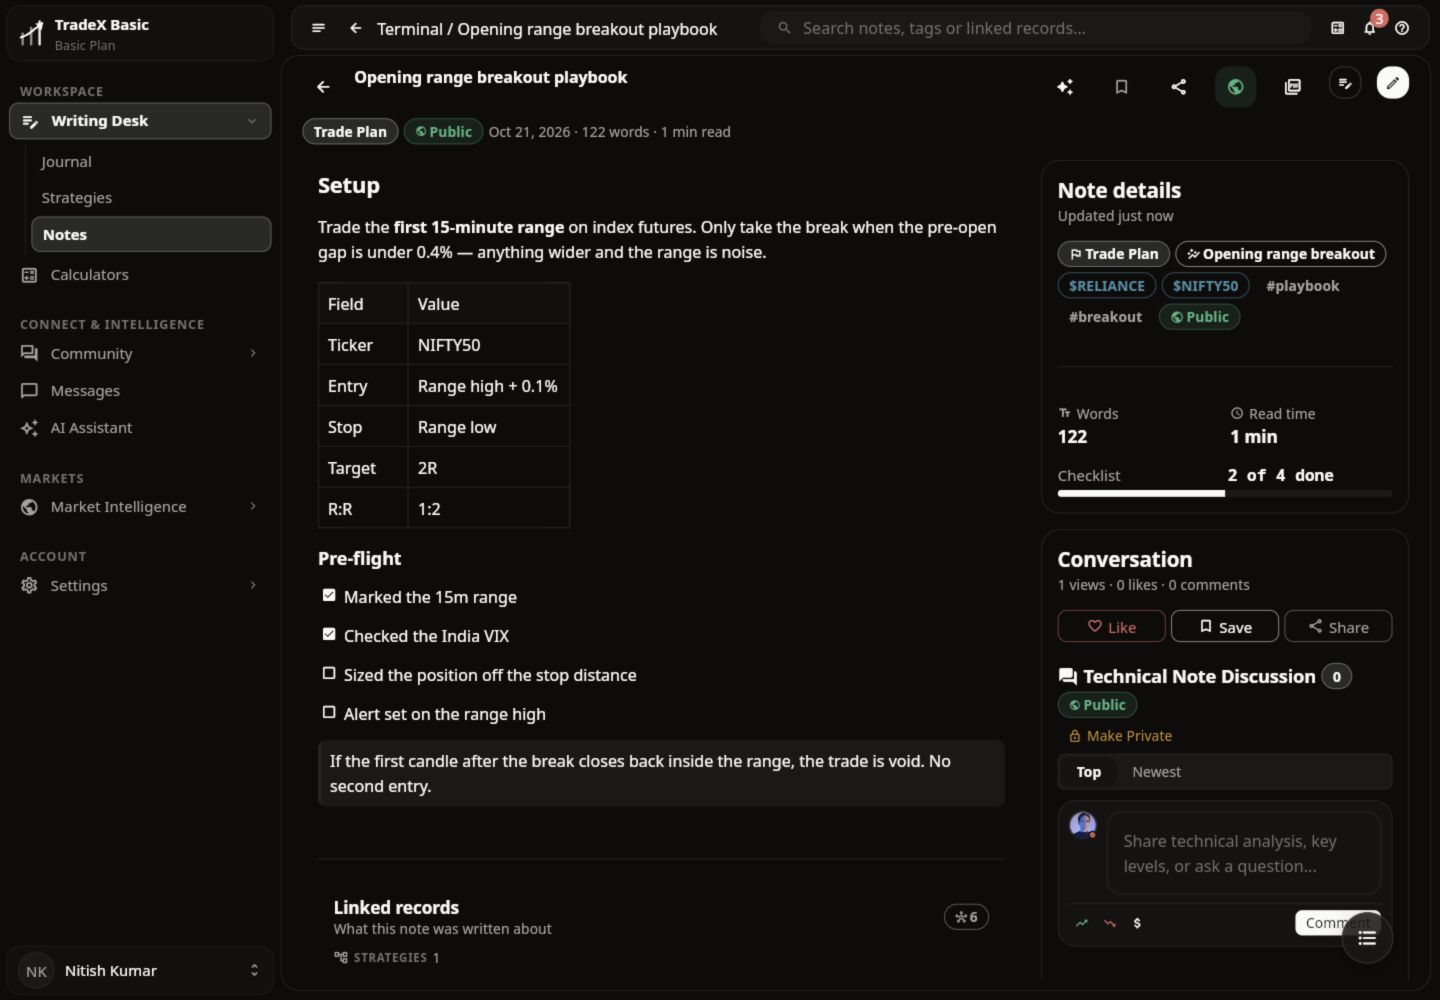 TradeX Basic
Basic Plan
WORKSPACE
Writing Desk
Journal
Strategies
Notes
Calculators
CONNECT & INTELLIGENCE
Community
Messages
AI Assistant
MARKETS
Market Intelligence
ACCOUNT
Settings
NK Nitish Kumar
Terminal / Opening range breakout playbook
Search notes, tags or linked records...
3
Opening range breakout playbook
Trade Plan Public Oct 21, 2026 · 122 words · 1 min read
Setup
Trade the first 15-minute range on index futures. Only take the break when the pre-open
gap is under 0.4% — anything wider and the range is noise.
Field Value
Ticker NIFTY50
Entry Range high + 0.1%
Stop Range low
Target 2R
R:R 1:2
Pre-flight
Marked the 15m range
Checked the India VIX
Sized the position off the stop distance
Alert set on the range high
If the first candle after the break closes back inside the range, the trade is void. No
second entry.
Linked records
What this note was written about
6
STRATEGIES 1
Note details
Updated just now
Trade Plan Opening range breakout
$RELIANCE $NIFTY50 #playbook
#breakout Public
Words Read time
122 1 min
Checklist 2 of 4 done
Conversation
1 views · 0 likes · 0 comments
Like Save Share
Technical Note Discussion 0
Public
Make Private
Top Newest
Share technical analysis, key
levels, or ask a question...
$ Comment